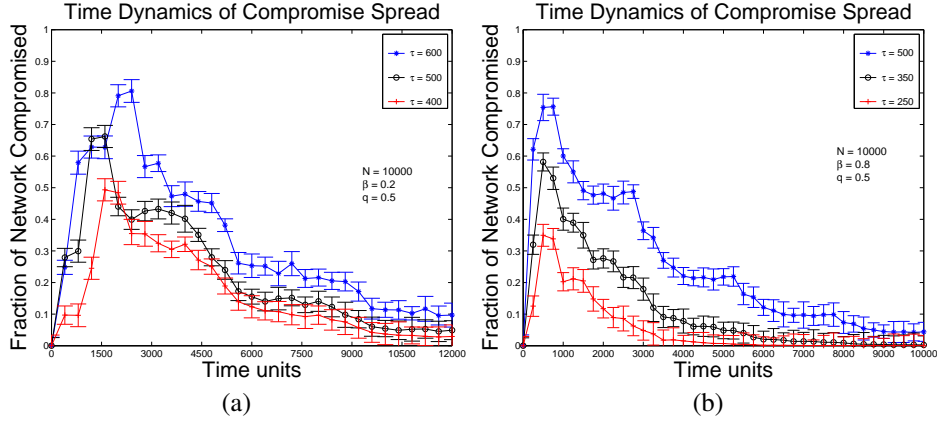 Time Dynamics of Compromise Spread
Fraction of Network Compromised
1
0.9
0.8
0.7
0.6
0.5
0.4
0.3
0.2
0.1
0
τ = 600
τ = 500
τ = 400
N = 10000
β = 0.2
q = 0.5
0 1500 3000 4500 6000 7500 9000 10500 12000
Time units
(a)
Time Dynamics of Compromise Spread
Fraction of Network Compromised
1
0.9
0.8
0.7
0.6
0.5
0.4
0.3
0.2
0.1
0
τ = 500
τ = 350
τ = 250
N = 10000
β = 0.8
q = 0.5
0 1000 2000 3000 4000 5000 6000 7000 8000 9000 10000
Time units
(b)